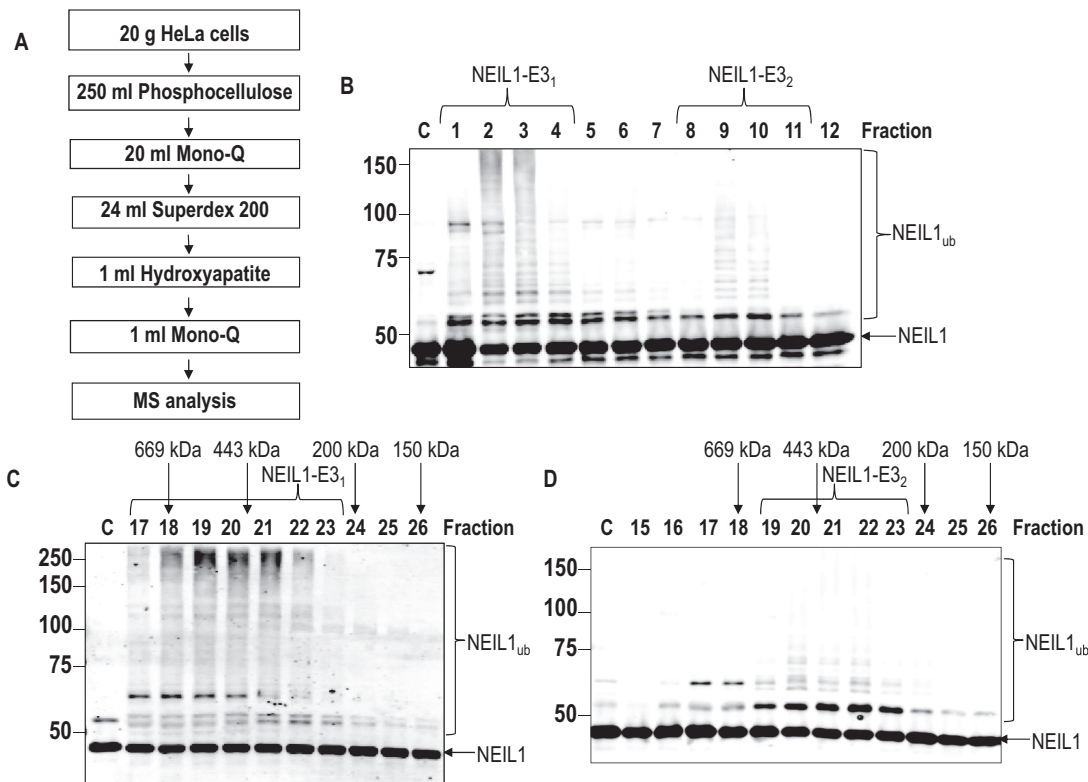 A
20 g HeLa cells
250 ml Phosphocellulose
20 ml Mono-Q
24 ml Superdex 200
1 ml Hydroxyapatite
1 ml Mono-Q
MS analysis
B
NEIL1-E3₁ NEIL1-E3₂
C 1 2 3 4 5 6 7 8 9 10 11 12 Fraction
150
100
75
50
NEIL1ub
NEIL1
C
669 kDa 443 kDa 200 kDa 150 kDa
NEIL1-E3₁
C 17 18 19 20 21 22 23 24 25 26 Fraction
250
150
100
75
50
NEIL1ub
NEIL1
D
669 kDa 443 kDa 200 kDa 150 kDa
NEIL1-E3₂
C 15 16 17 18 19 20 21 22 23 24 25 26 Fraction
150
100
75
50
NEIL1ub
NEIL1